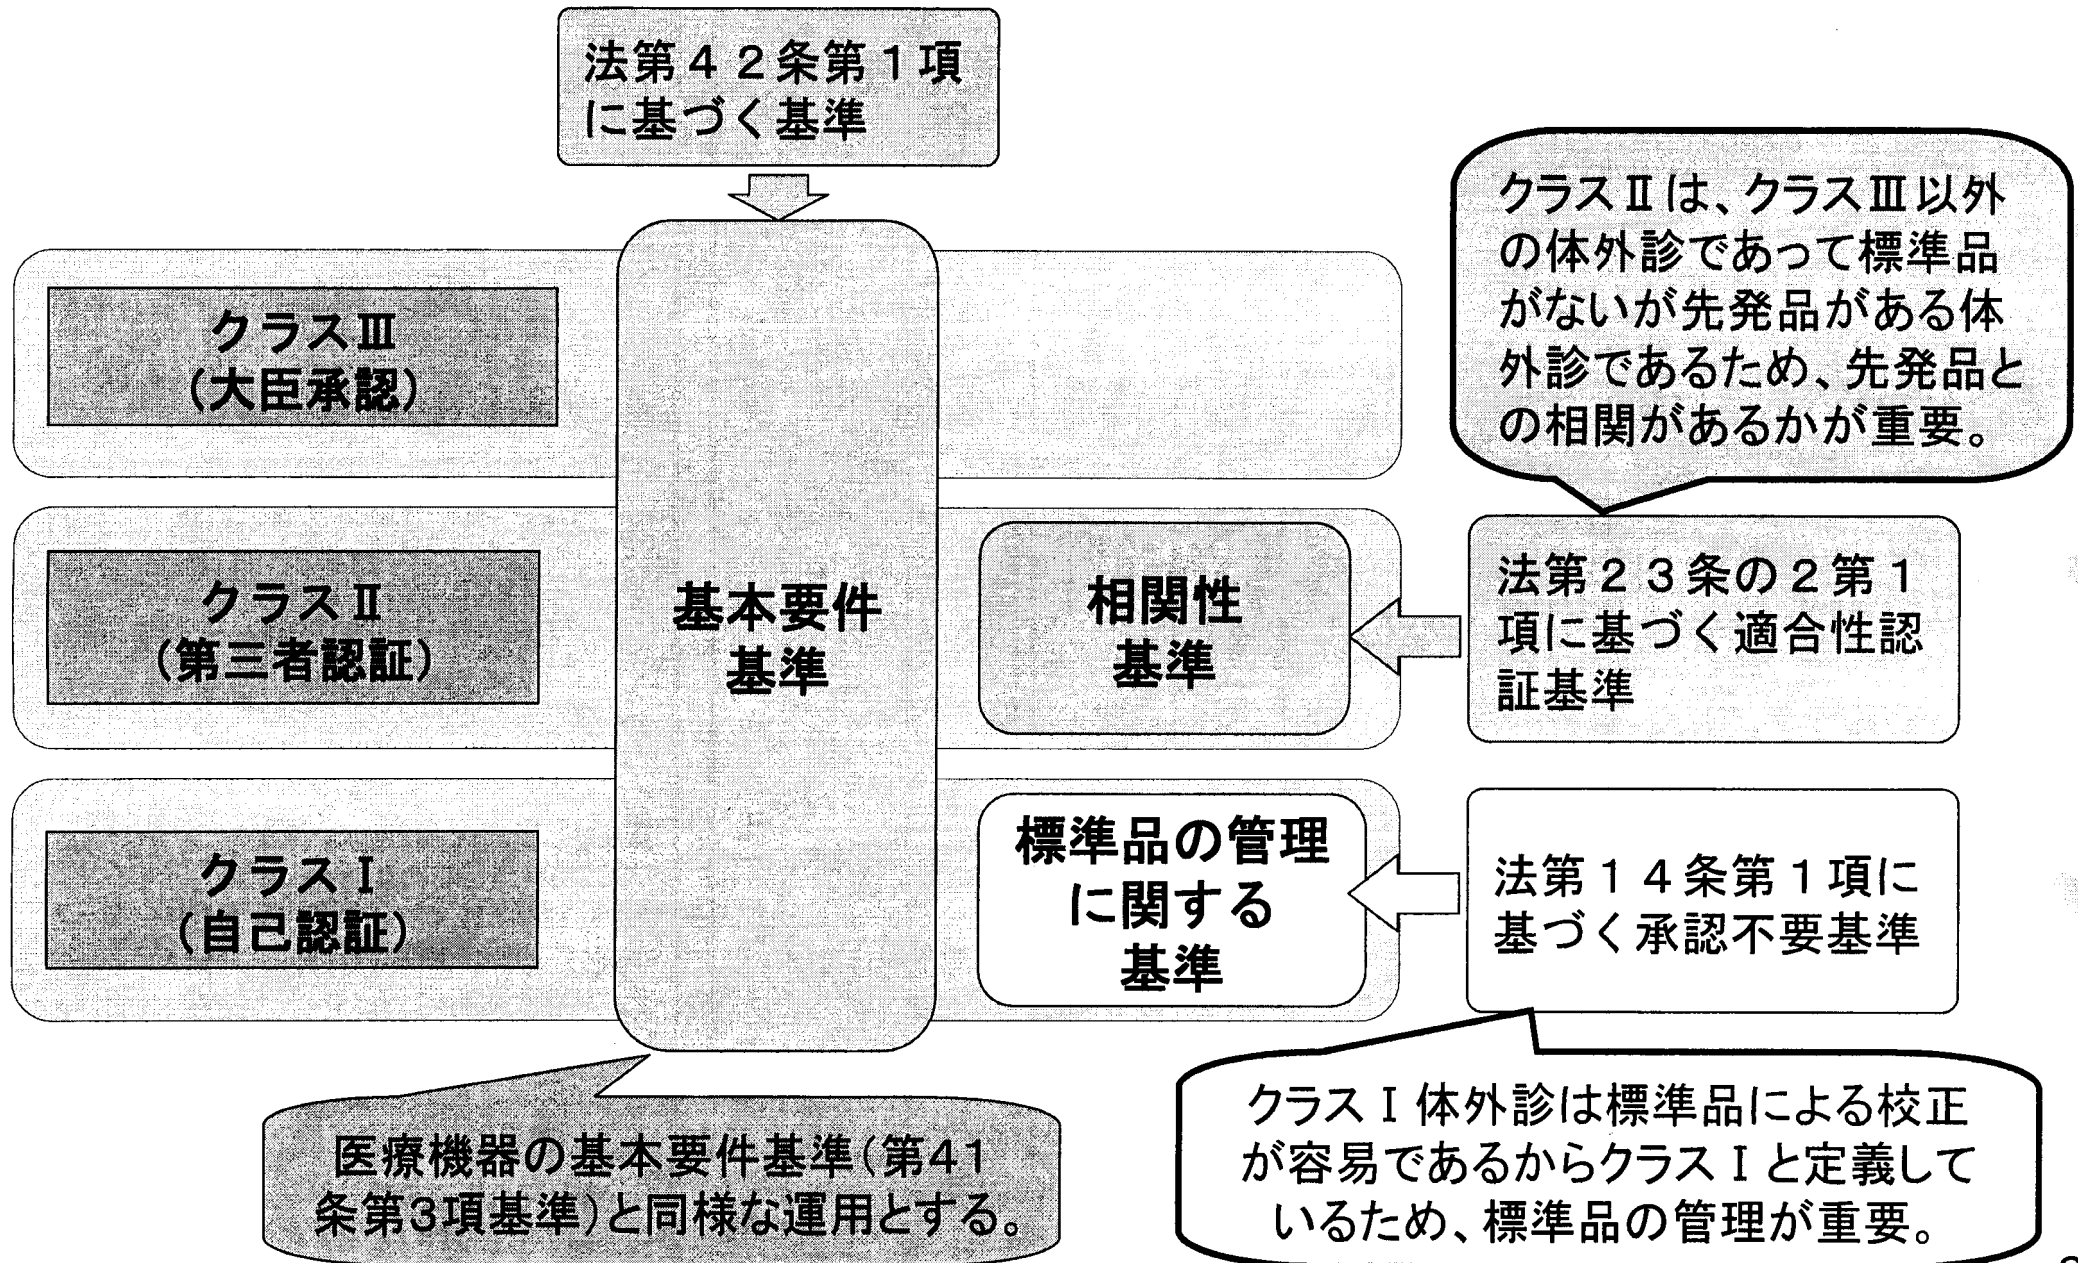 法第４２条第１項
に基づく基準
クラスⅡは、クラスⅢ以外
の体外診であって標準品
がないが先発品がある体
外診であるため、先発品と
の相関があるかが重要。
クラスⅢ
（大臣承認）
クラスⅡ
（第三者認証）
基本要件
基準
相関性
基準
法第２３条の２第１
項に基づく適合性認
証基準
クラスⅠ
（自己認証）
標準品の管理
に関する
基準
法第１４条第１項に
基づく承認不要基準
医療機器の基本要件基準（第41
条第3項基準）と同様な運用とする。
クラスⅠ体外診は標準品による校正
が容易であるからクラスⅠと定義して
いるため、標準品の管理が重要。